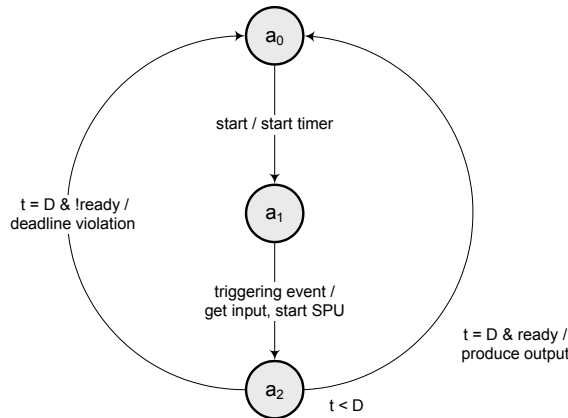 a0
start / start timer
t = D & !ready /
deadline violation
a1
triggering event /
get input, start SPU
t = D & ready /
produce output
a2
t < D